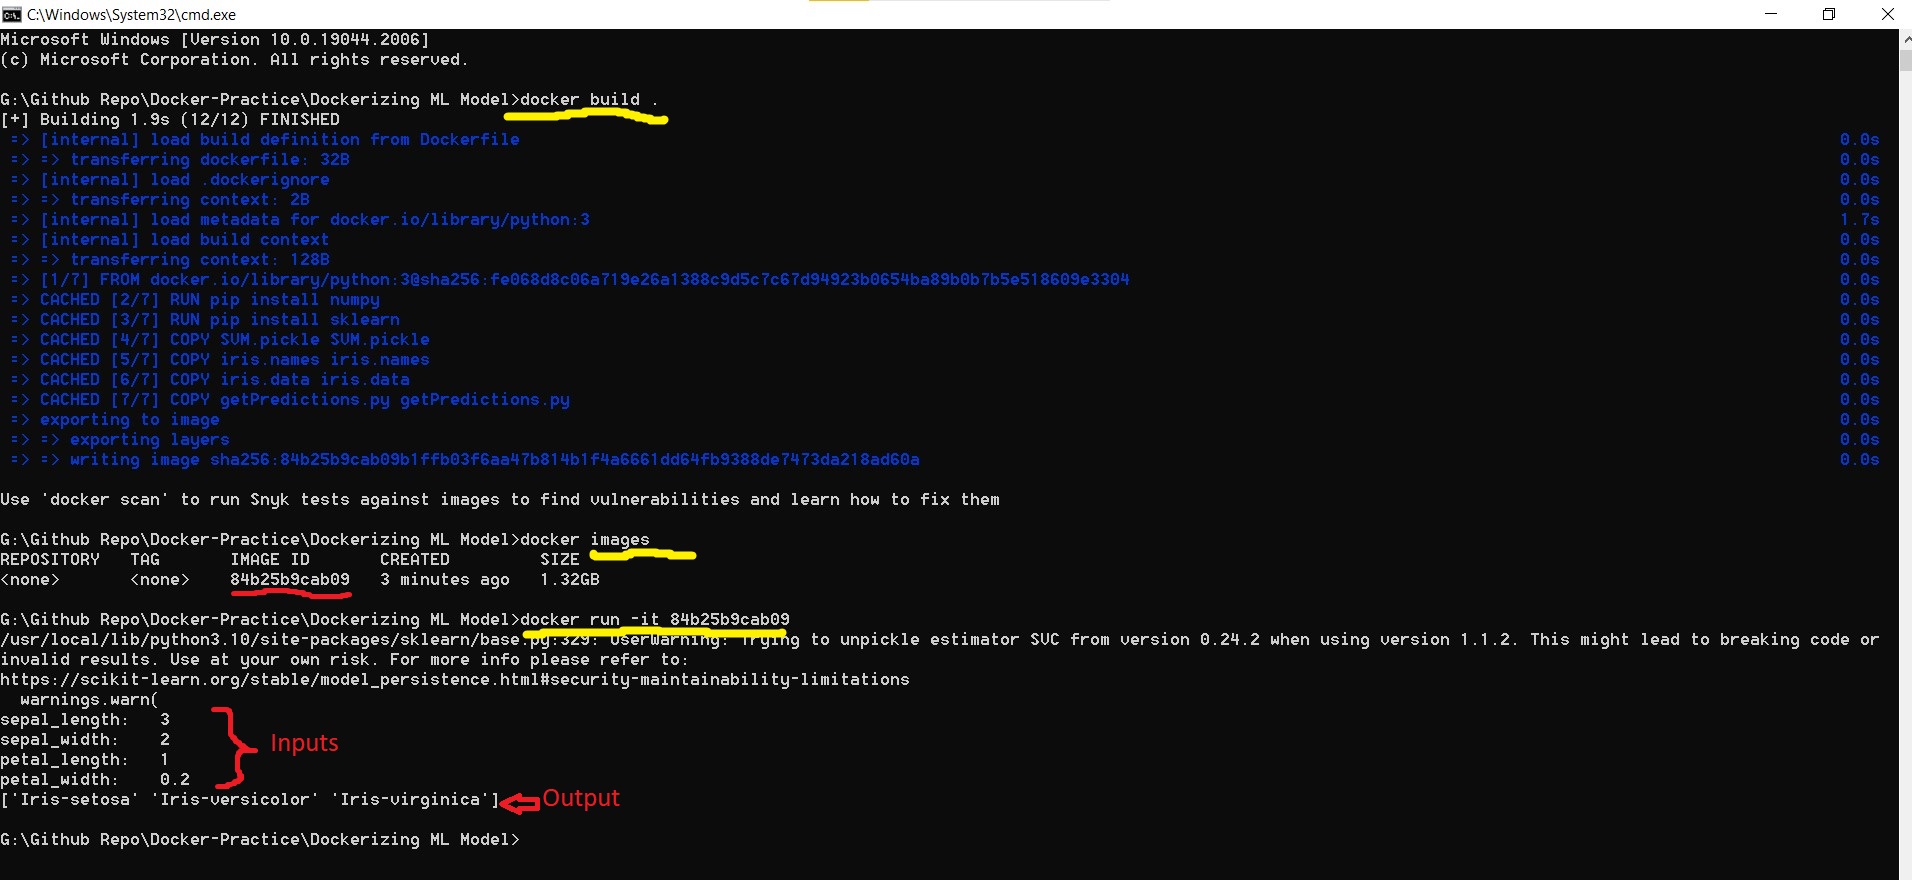 C:\Windows\System32\cmd.exe
Microsoft Windows [Version 10.0.19044.2006]
(c) Microsoft Corporation. All rights reserved.
G:\Github Repo\Docker-Practice\Dockerizing ML Model>docker build .
[+] Building 1.9s (12/12) FINISHED
=> [internal] load build definition from Dockerfile 0.0s
=> => transferring dockerfile: 32B 0.0s
=> [internal] load .dockerignore 0.0s
=> => transferring context: 2B 0.0s
=> [internal] load metadata for docker.io/library/python:3 1.7s
=> [internal] load build context 0.0s
=> => transferring context: 128B 0.0s
=> [1/7] FROM docker.io/library/python:3@sha256:fe068d8c06a719e26a1388c9d5c7c67d94923b0654ba89b0b7b5e518609e3304 0.0s
=> CACHED [2/7] RUN pip install numpy 0.0s
=> CACHED [3/7] RUN pip install sklearn 0.0s
=> CACHED [4/7] COPY SVM.pickle SVM.pickle 0.0s
=> CACHED [5/7] COPY iris.names iris.names 0.0s
=> CACHED [6/7] COPY iris.data iris.data 0.0s
=> CACHED [7/7] COPY getPredictions.py getPredictions.py 0.0s
=> exporting to image 0.0s
=> => exporting layers 0.0s
=> => writing image sha256:84b25b9cab09b1ffb03f6aa47b814b1f4a6661dd64fb9388de7473da218ad60a 0.0s
Use 'docker scan' to run Snyk tests against images to find vulnerabilities and learn how to fix them
G:\Github Repo\Docker-Practice\Dockerizing ML Model>docker images
REPOSITORY TAG IMAGE ID CREATED SIZE
<none> <none> 84b25b9cab09 3 minutes ago 1.32GB
G:\Github Repo\Docker-Practice\Dockerizing ML Model>docker run -it 84b25b9cab09
/usr/local/lib/python3.10/site-packages/sklearn/base.py:329: UserWarning: Trying to unpickle estimator SVC from version 0.24.2 when using version 1.1.2. This might lead to breaking code or
invalid results. Use at your own risk. For more info please refer to:
https://scikit-learn.org/stable/model_persistence.html#security-maintainability-limitations
warnings.warn(
sepal_length: 3
sepal_width: 2
petal_length: 1
petal_width: 0.2
Inputs
['Iris-setosa' 'Iris-versicolor' 'Iris-virginica']
Output
G:\Github Repo\Docker-Practice\Dockerizing ML Model>